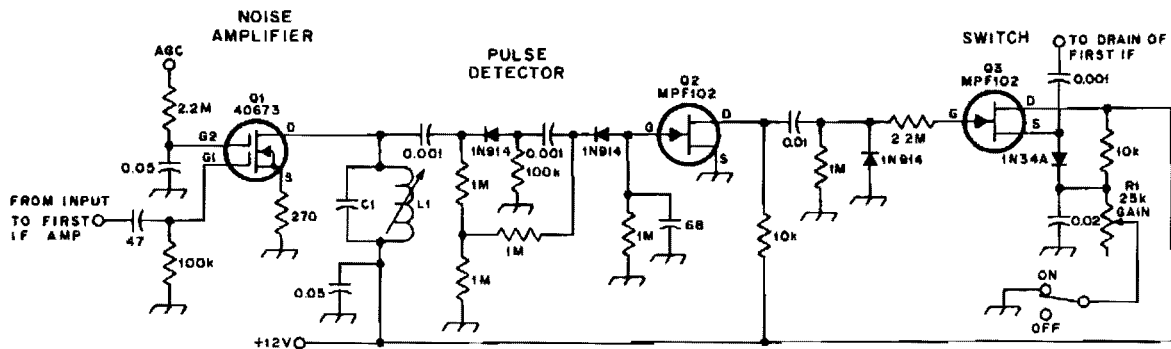 NOISE
AMPLIFIER
AGC
2.2M
Q1
40673
G2
G1
D
S
0.05
FROM INPUT
TO FIRST
IF AMP
47
100k
270
C1
L1
0.05
+12V
PULSE
DETECTOR
0.001
1N914
0.001
1N914
100k
1M
1M
1M
1M
68
Q2
MPF102
G
D
S
10k
0.01
1M
1N914
2.2M
SWITCH
Q3
MPF102
G
D
S
TO DRAIN OF
FIRST IF
0.001
1N34A
10k
R1
25k
GAIN
0.02
ON
OFF